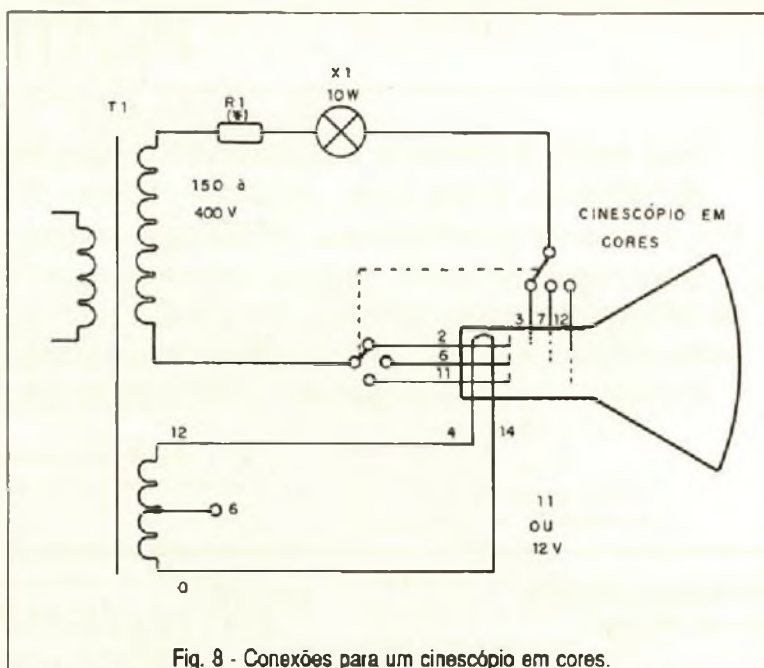 X1
10W
R1
(*)
T1
150 à
400 V
CINESCÓPIO EM
CORES
3 7 12
2
6
11
12
4
14
6
0
11
OU
12 V
Fig. 8 - Conexões para um cinescópio em cores.